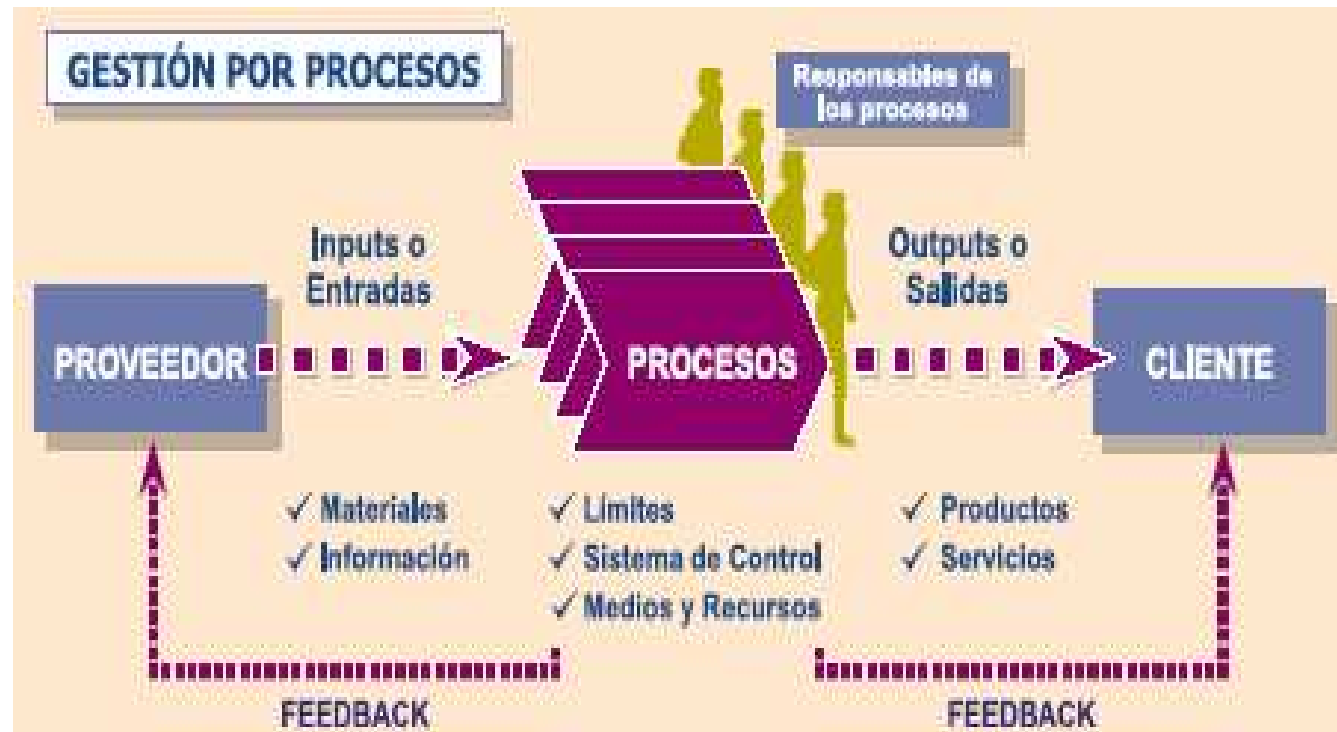 GESTIÓN POR PROCESOS
Responsables de
los procesos
Inputs o
Entradas
Outputs o
Salidas
PROVEEDOR
PROCESOS
CLIENTE
✓ Materiales
✓ Información
✓ Límites
✓ Sistema de Control
✓ Medios y Recursos
✓ Productos
✓ Servicios
FEEDBACK
FEEDBACK